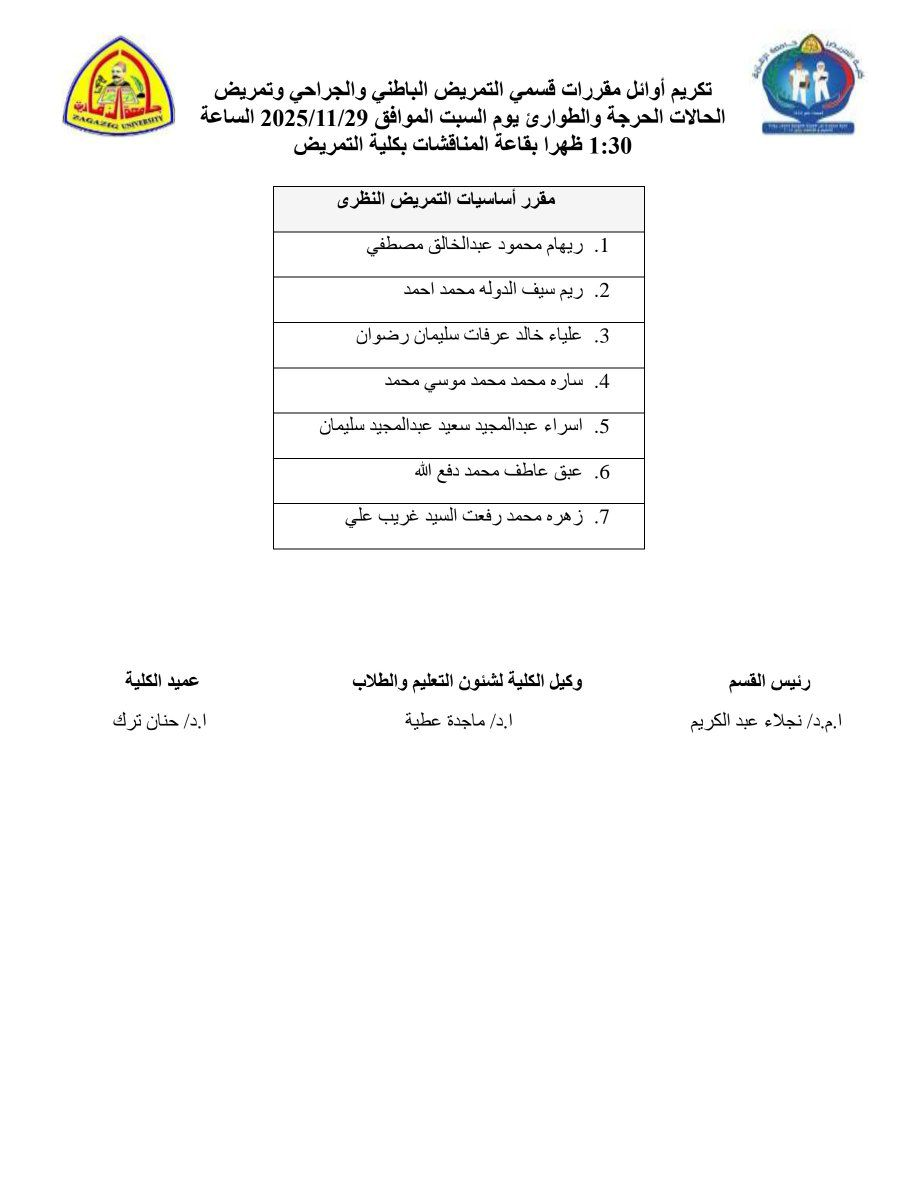 تكريم أوائل مقررات قسمي التمريض الباطني والجراحي وتمريض
الحالات الحرجة والطوارئ يوم السبت الموافق 2025/11/29 الساعة
1:30 ظهرا بقاعة المناقشات بكلية التمريض
ZAGAZIG UNIVERSITY
مقرر أساسيات التمريض النظرى
1. ريهام محمود عبدالخالق مصطفي
2. ريم سيف الدوله محمد احمد
3. علياء خالد عرفات سليمان رضوان
4. ساره محمد محمد موسي محمد
5. اسراء عبدالمجيد سعيد عبدالمجيد سليمان
6. عبق عاطف محمد دفع الله
7. زهره محمد رفعت السيد غريب علي
رئيس القسم وكيل الكلية لشئون التعليم والطلاب عميد الكلية
ا.م.د/ نجلاء عبد الكريم ا.د/ ماجدة عطية ا.د/ حنان ترك